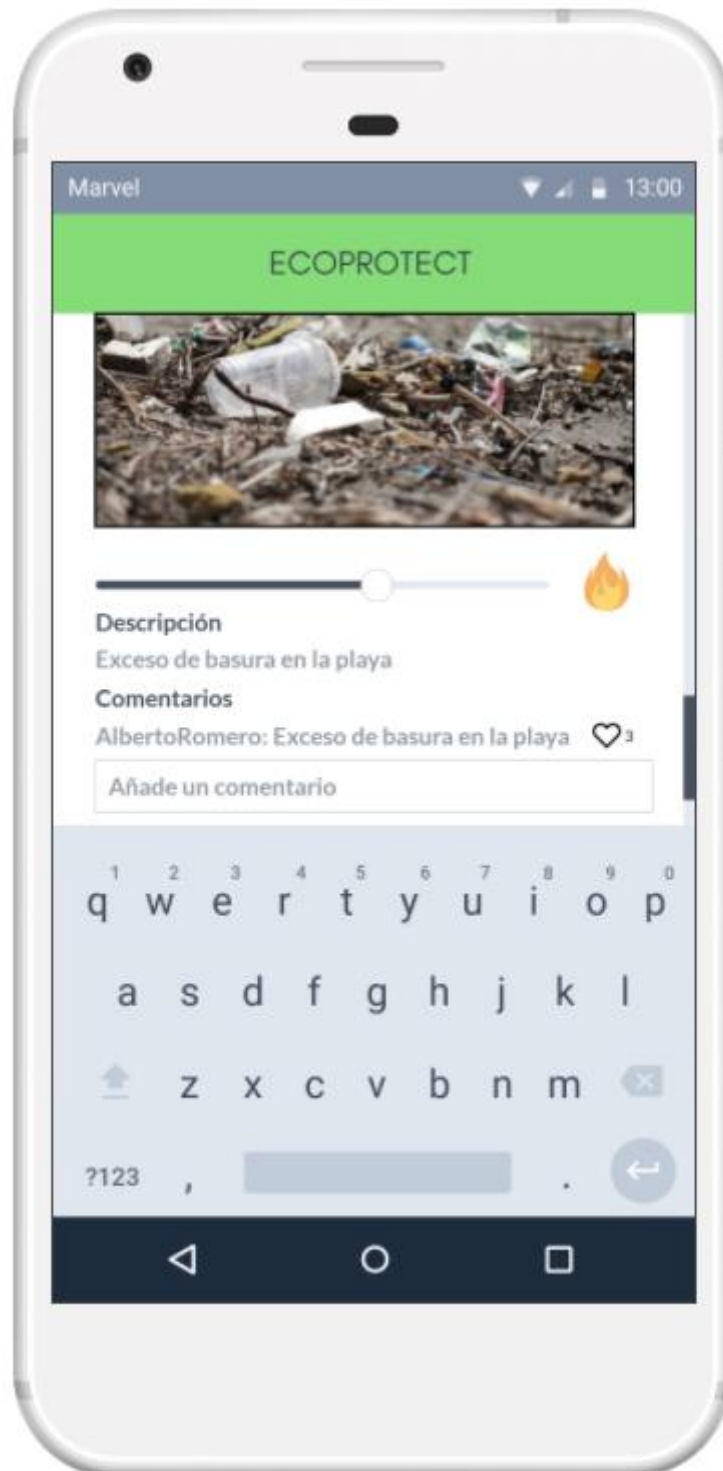 Marvel 13:00
ECOPROTECT
Descripción
Exceso de basura en la playa
Comentarios
AlbertoRomero: Exceso de basura en la playa 3
Añade un comentario
1 2 3 4 5 6 7 8 9 0
q w e r t y u i o p
a s d f g h j k l
z x c v b n m
?123 , .